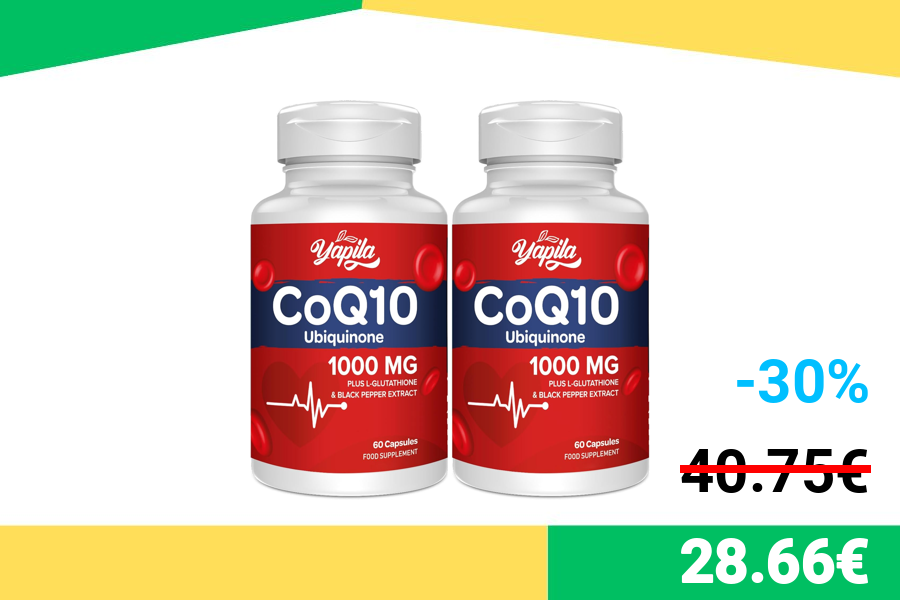 Yapila
CoQ10
Ubiquinone
1000 MG
PLUS L-GLUTATHIONE
& BLACK PEPPER EXTRACT
60 Capsules
FOOD SUPPLEMENT
Yapila
CoQ10
Ubiquinone
1000 MG
PLUS L-GLUTATHIONE
& BLACK PEPPER EXTRACT
60 Capsules
FOOD SUPPLEMENT
-30%
40.75€
28.66€